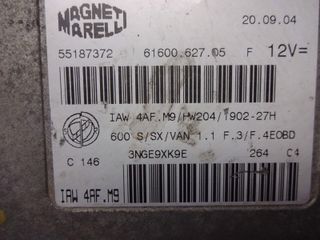 MAGNETI MARELLI 20.09.04
55187372 61600.627.05 F 12V=
IAW 4AF.M9/HW204/T902-27H
600 S/SX/VAN 1.1 F.3/F.4EOBD
C 146 3NGE9XK9E 264 C4
IAW 4AF.M9